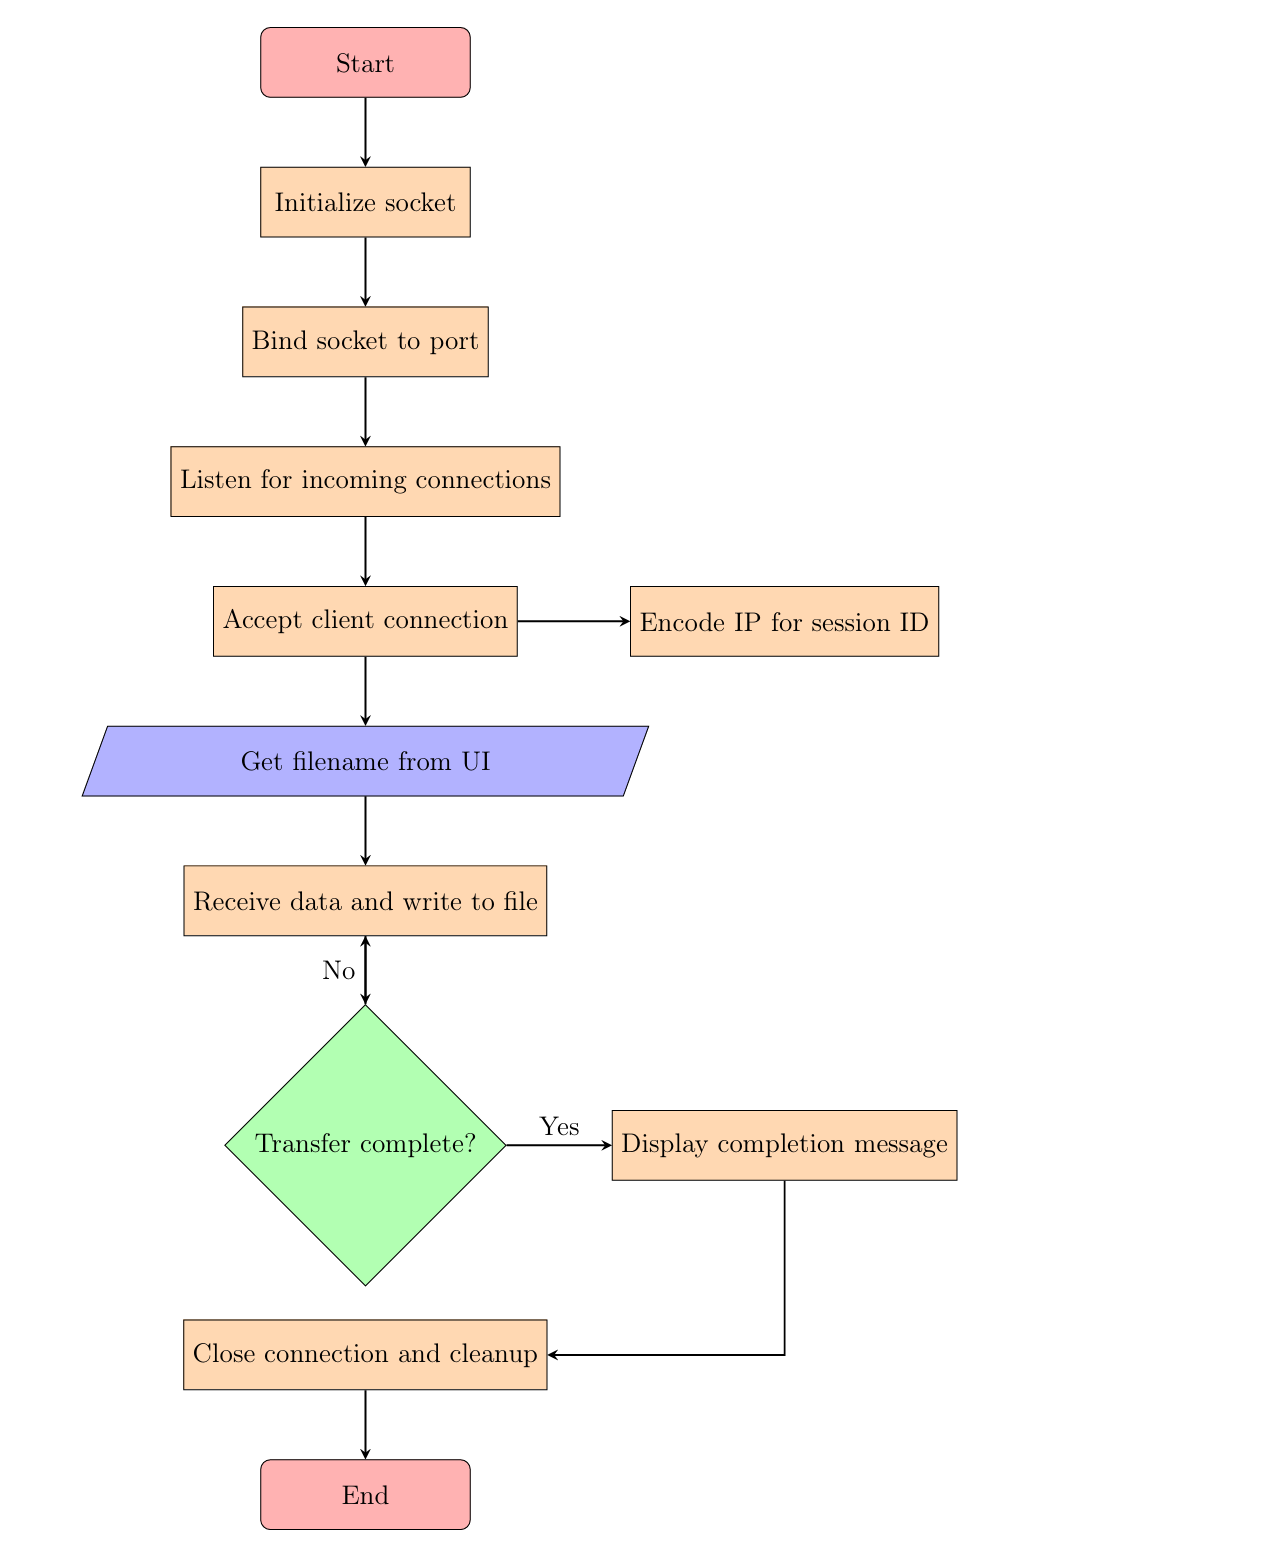 Start
Initialize socket
Bind socket to port
Listen for incoming connections
Accept client connection
Encode IP for session ID
Get filename from UI
Receive data and write to file
No
Transfer complete?
Yes
Display completion message
Close connection and cleanup
End